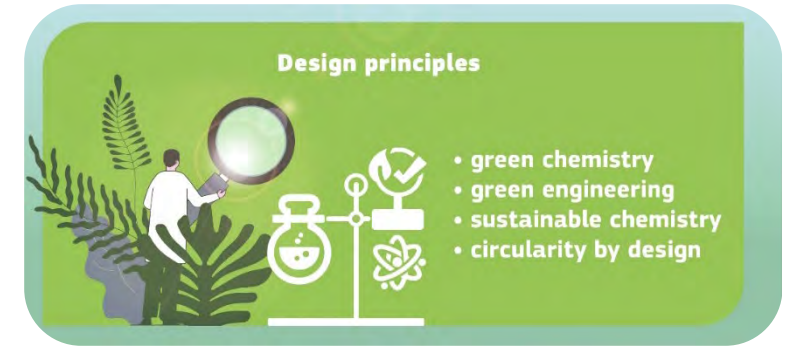 Design principles
• green chemistry
• green engineering
• sustainable chemistry
• circularity by design